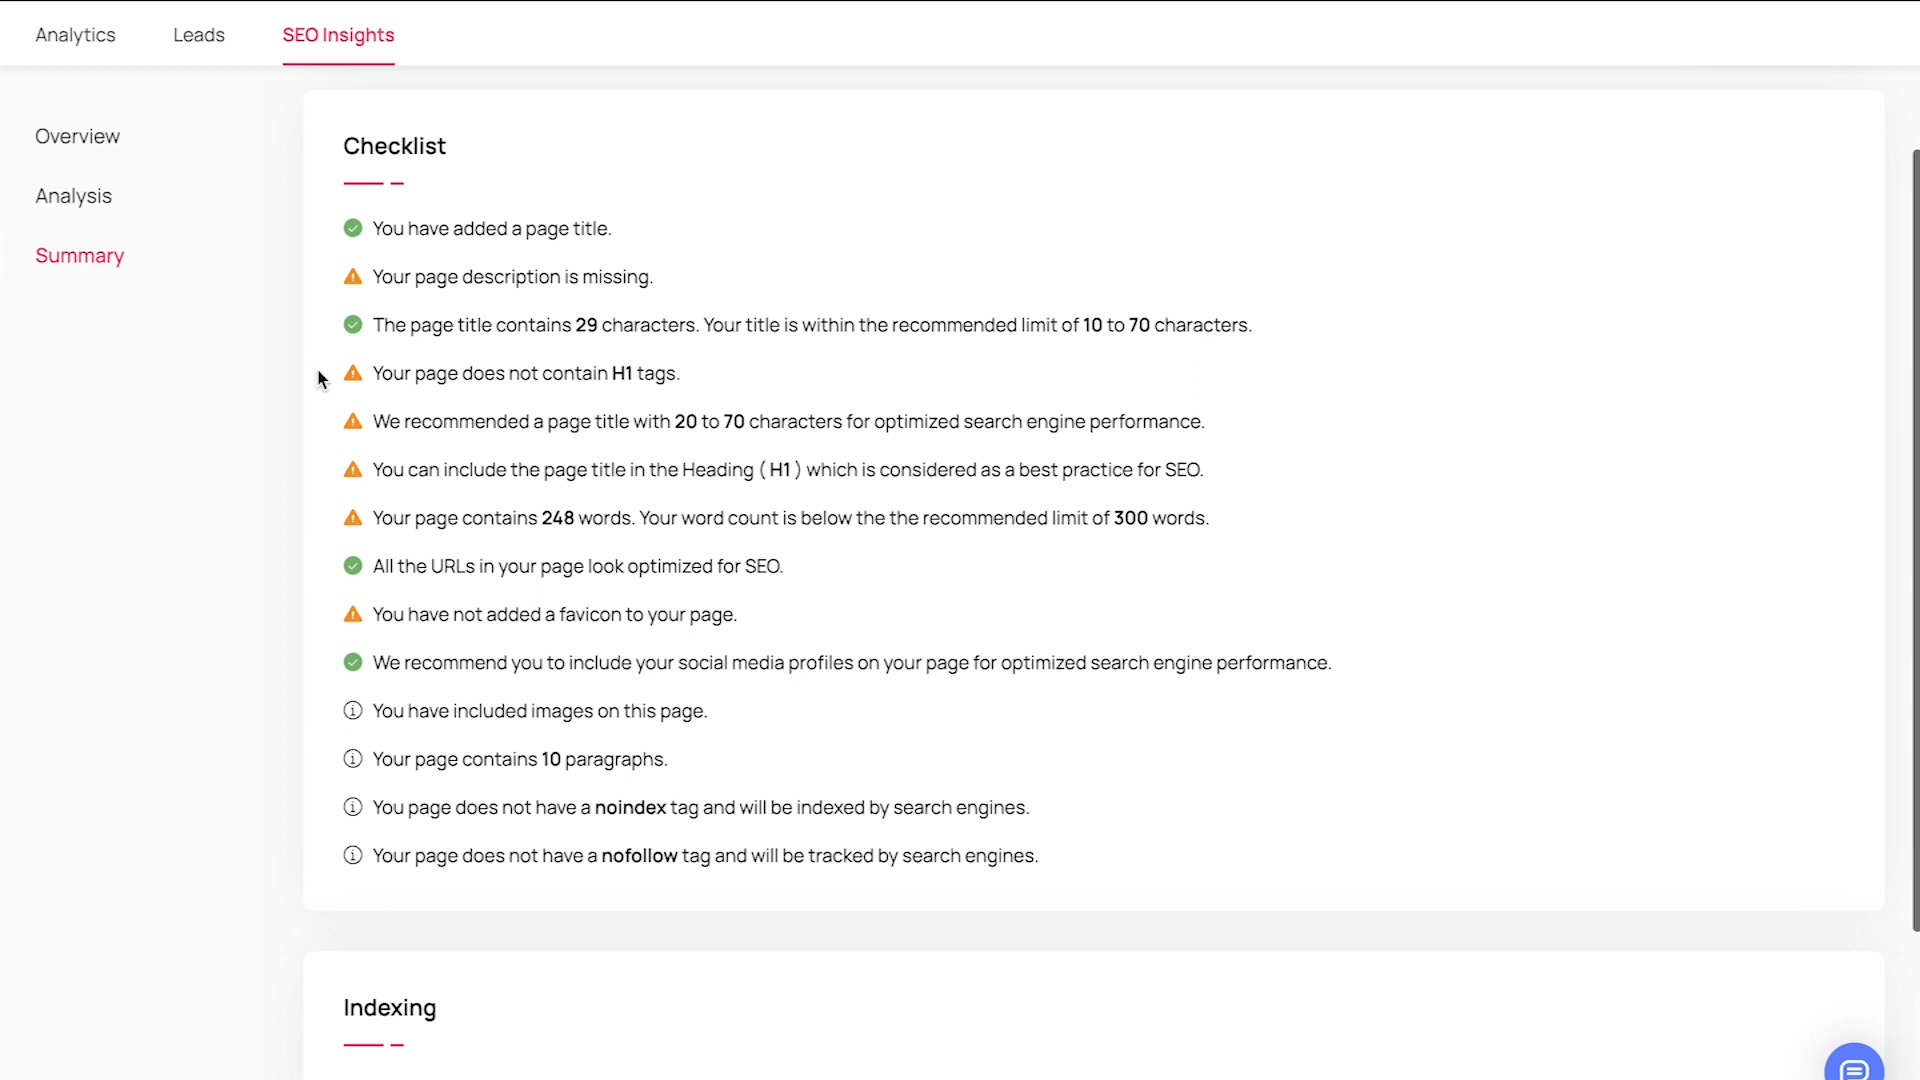 Analytics
Leads
SEO Insights
Overview
Analysis
Summary
Checklist
You have added a page title.
Your page description is missing.
The page title contains 29 characters. Your title is within the recommended limit of 10 to 70 characters.
Your page does not contain H1 tags.
We recommended a page title with 20 to 70 characters for optimized search engine performance.
You can include the page title in the Heading ( H1 ) which is considered as a best practice for SEO.
Your page contains 248 words. Your word count is below the the recommended limit of 300 words.
All the URLs in your page look optimized for SEO.
You have not added a favicon to your page.
We recommend you to include your social media profiles on your page for optimized search engine performance.
You have included images on this page.
Your page contains 10 paragraphs.
You page does not have a noindex tag and will be indexed by search engines.
Your page does not have a nofollow tag and will be tracked by search engines.
Indexing